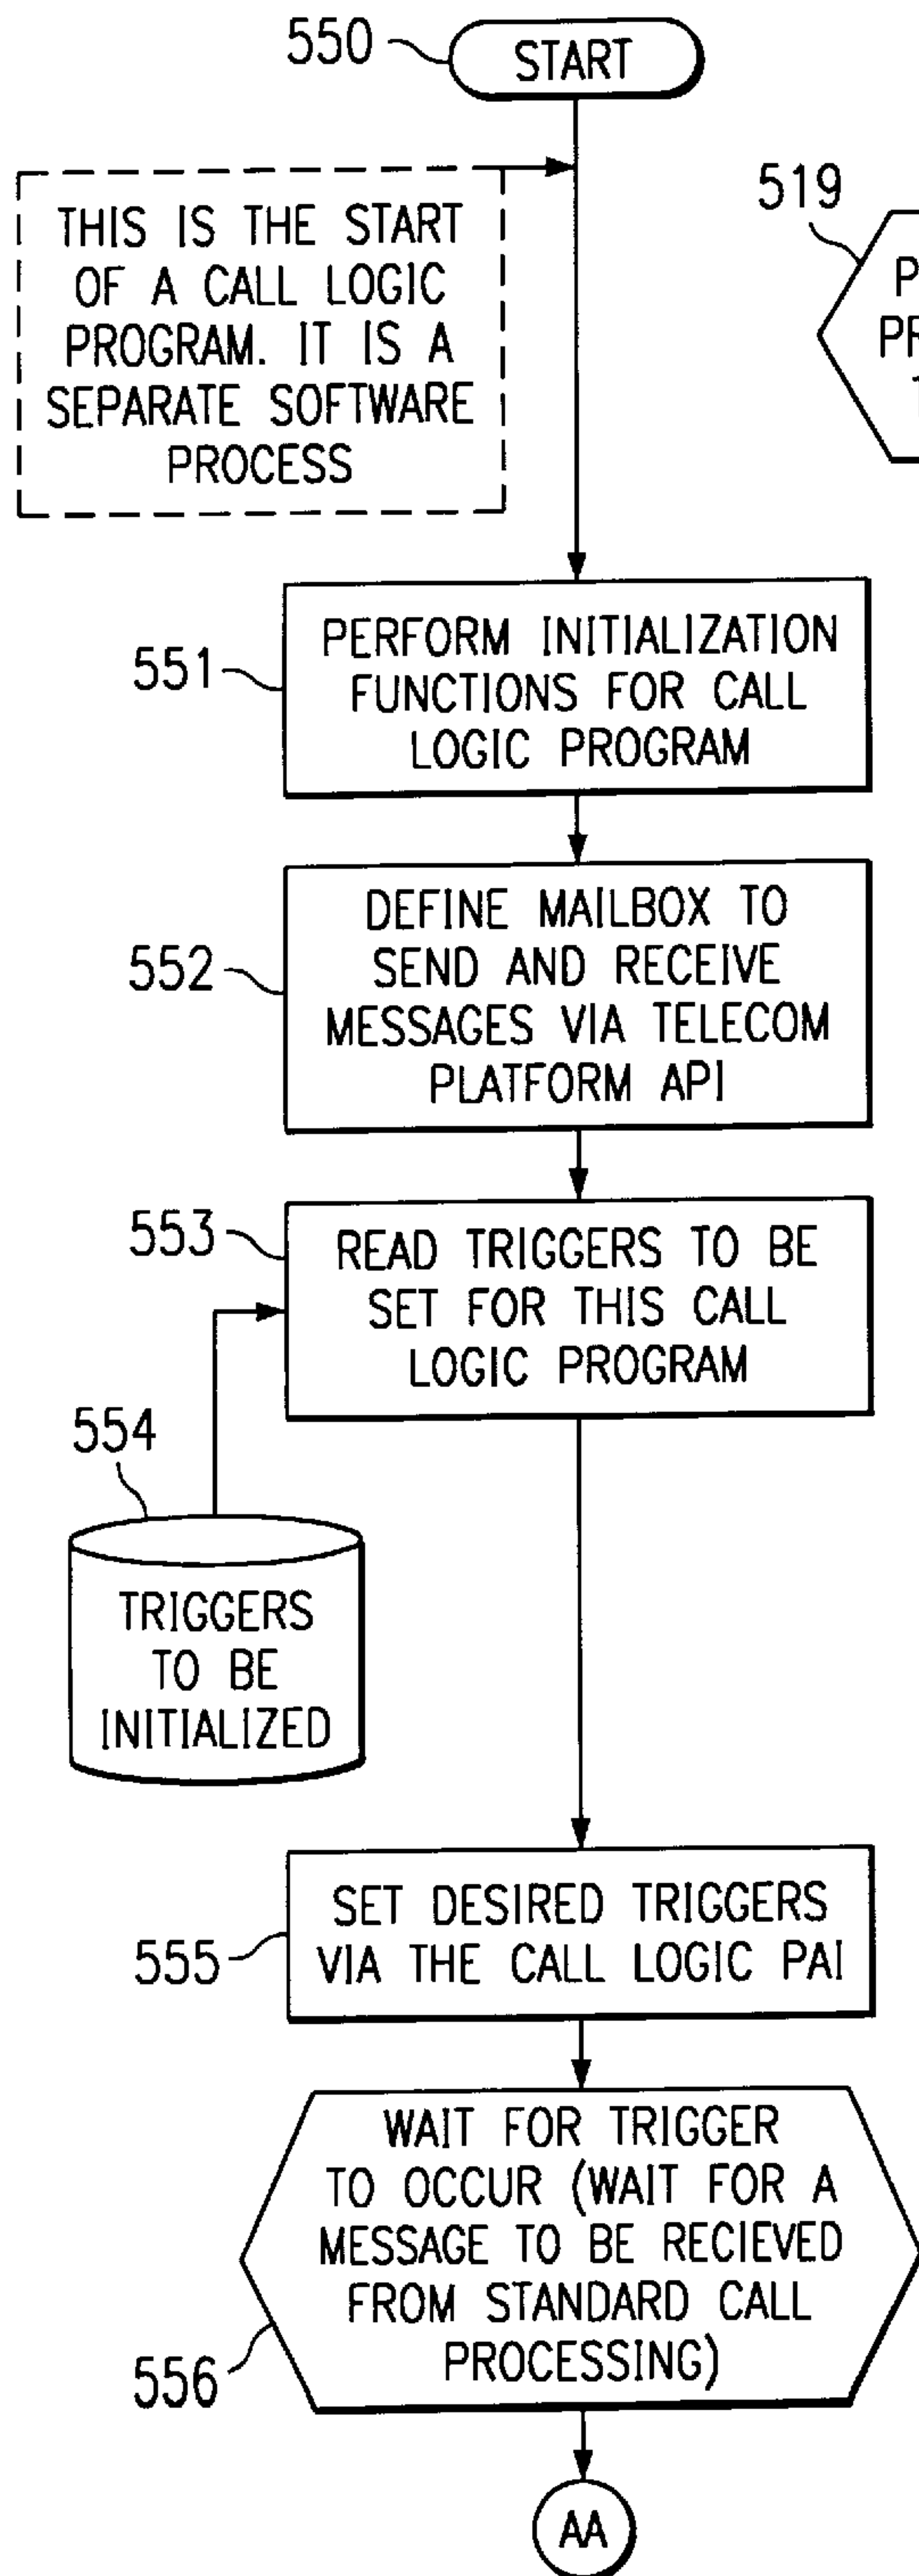 550
START
THIS IS THE START
OF A CALL LOGIC
PROGRAM. IT IS A
SEPARATE SOFTWARE
PROCESS
519
551
PERFORM INITIALIZATION
FUNCTIONS FOR CALL
LOGIC PROGRAM
552
DEFINE MAILBOX TO
SEND AND RECEIVE
MESSAGES VIA TELECOM
PLATFORM API
553
READ TRIGGERS TO BE
SET FOR THIS CALL
LOGIC PROGRAM
554
TRIGGERS
TO BE
INITIALIZED
555
SET DESIRED TRIGGERS
VIA THE CALL LOGIC PAI
556
WAIT FOR TRIGGER
TO OCCUR (WAIT FOR A
MESSAGE TO BE RECIEVED
FROM STANDARD CALL
PROCESSING)
AA